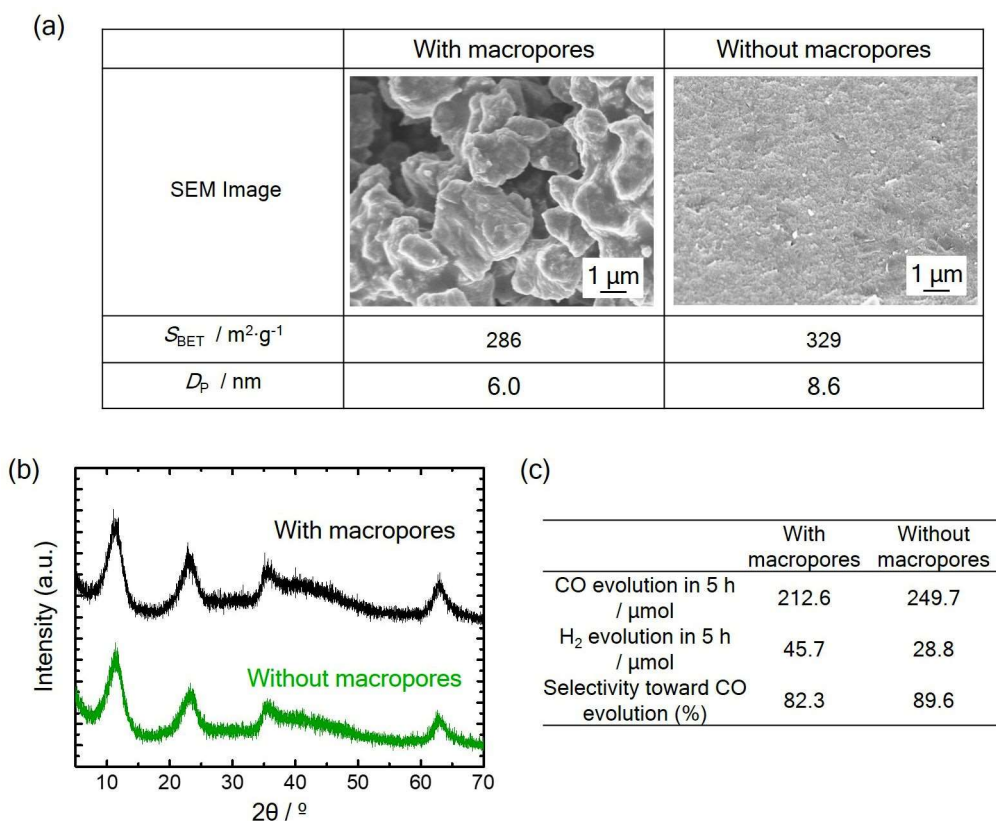 (a)
With macropores Without macropores
SEM Image
1 µm 1 µm
S_BET / m²·g⁻¹ 286 329
D_P / nm 6.0 8.6
(b)
With macropores
Without macropores
Intensity (a.u.)
10 20 30 40 50 60 70
2θ / º
(c)
With Without
macropores macropores
CO evolution in 5 h
/ µmol 212.6 249.7
H₂ evolution in 5 h
/ µmol 45.7 28.8
Selectivity toward CO
evolution (%) 82.3 89.6